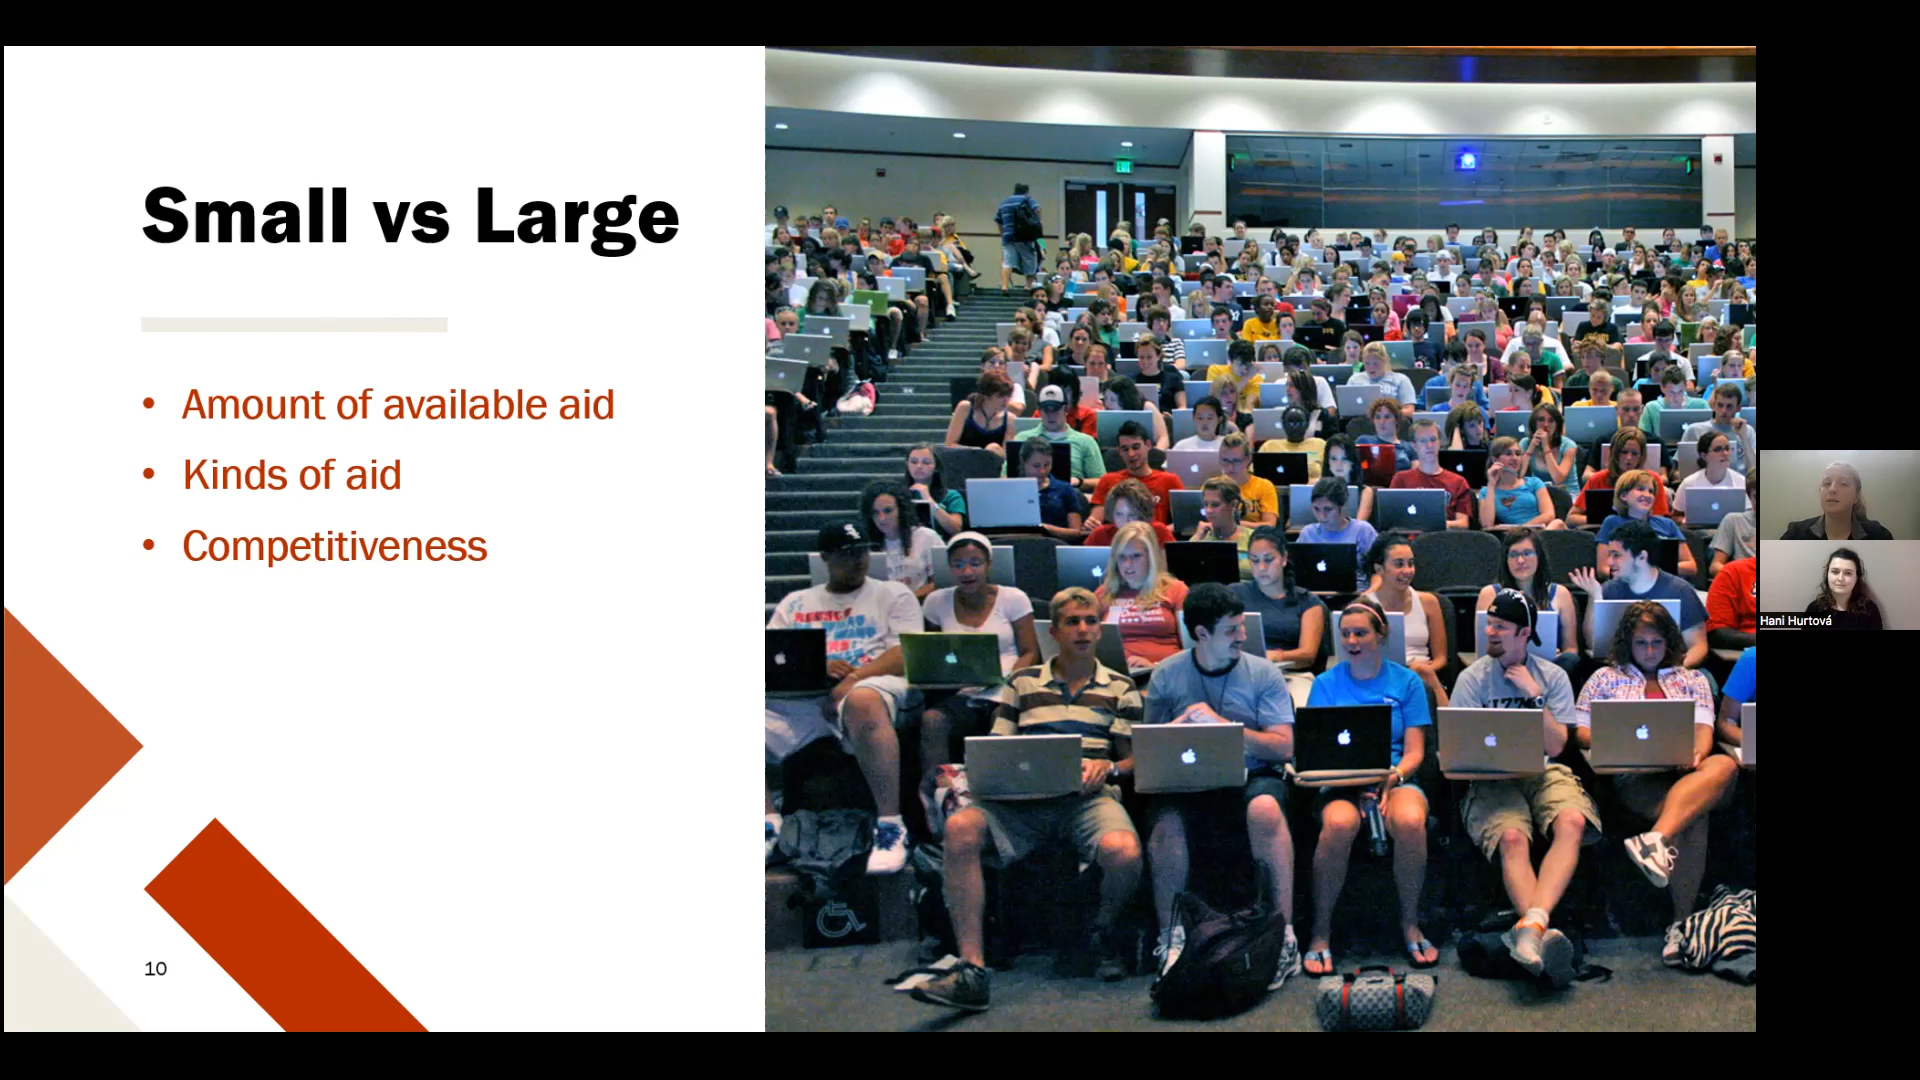 Small vs Large
• Amount of available aid
• Kinds of aid
• Competitiveness
10
Hani Hurtová